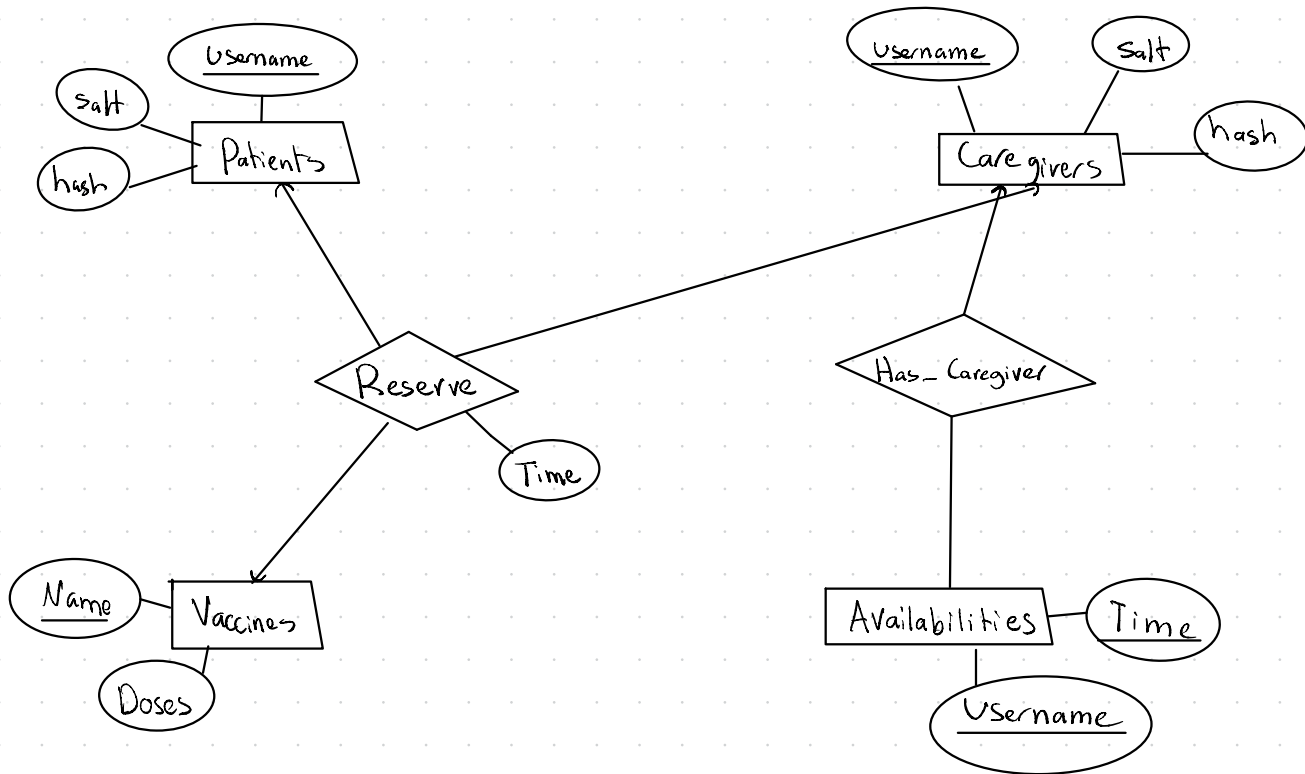 Username
Salt
hash
Patients
Username
Salt
hash
Caregivers
Reserve
Time
Has_Caregiver
Name
Vaccines
Doses
Availabilities
Time
Username